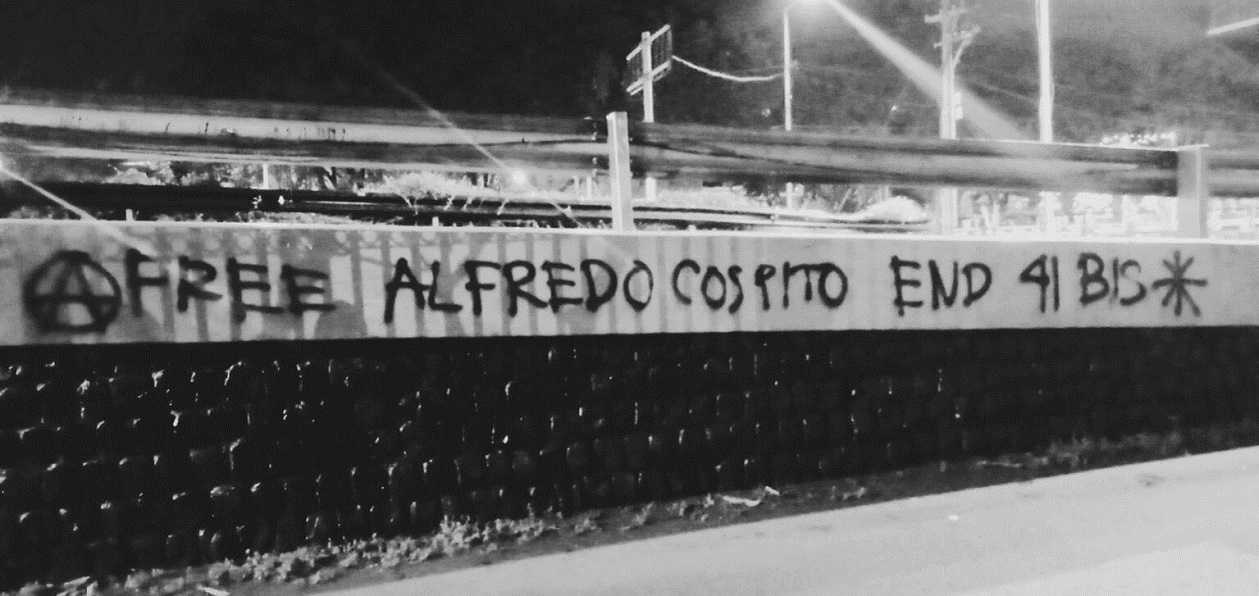 Ⓐ FREE ALFREDO COSPITO END 41 BIS*